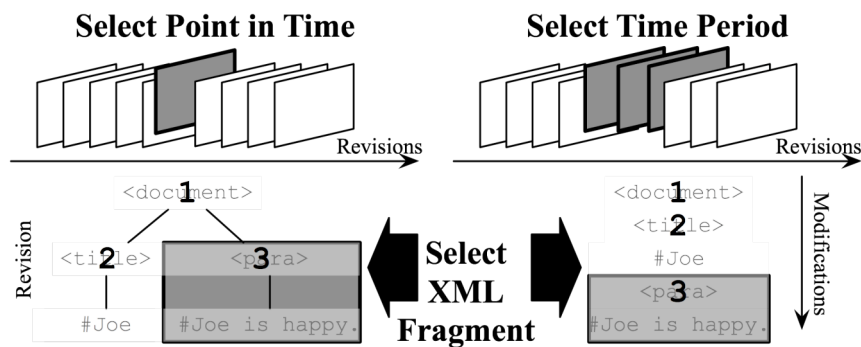 Select Point in Time
Select Time Period
Revisions
Revisions
<document>
1
<title>
2
<para>
3
#Joe
#Joe is happy.
Revision
Select
XML
Fragment
<document>
1
<title>
2
#Joe
<para>
3
#Joe is happy.
Modifications